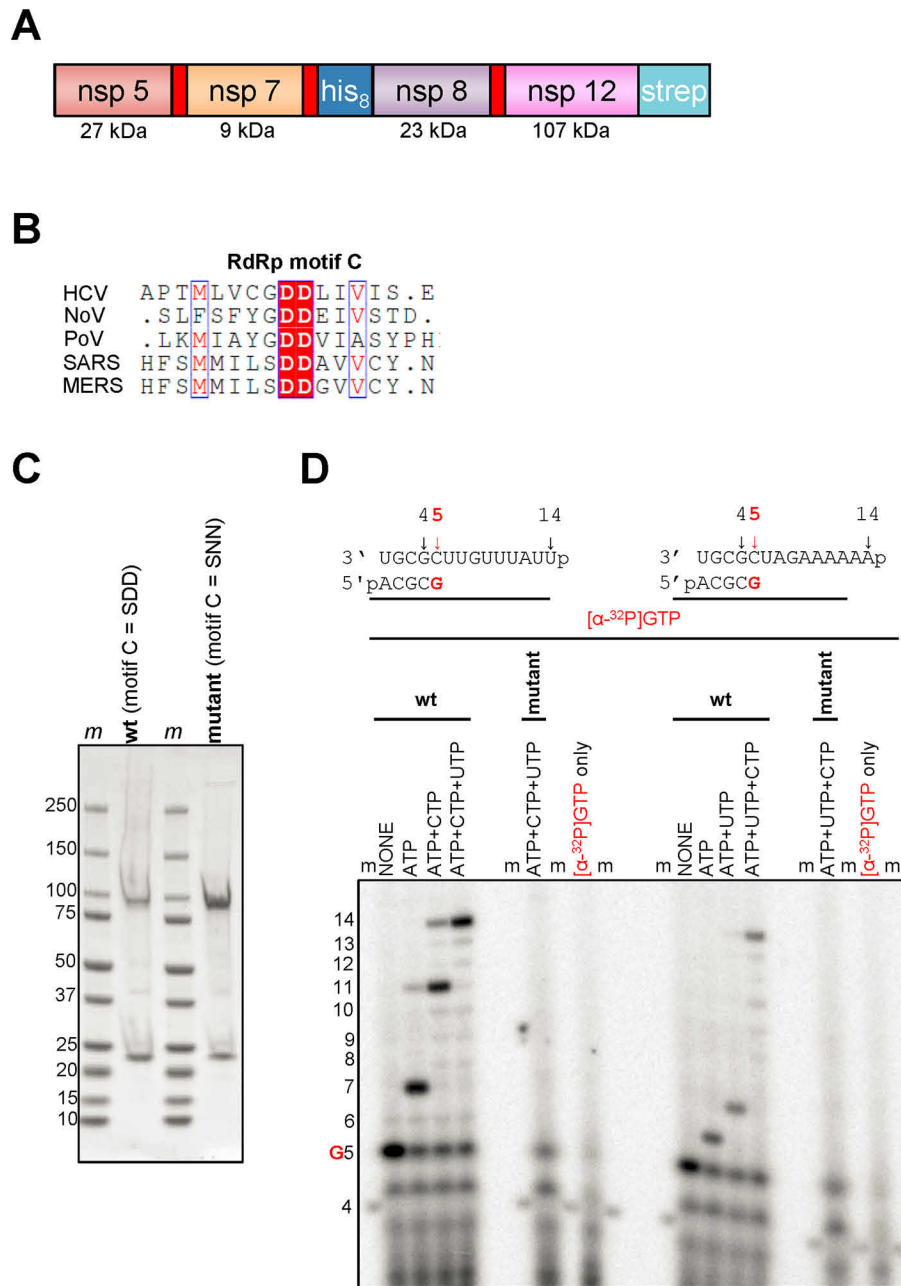 A
nsp 5
nsp 7
his8
nsp 8
nsp 12
strep
27 kDa
9 kDa
23 kDa
107 kDa
B
RdRp motif C
HCV APTMLVCGDDLIVIS.E
NoV .SLFSFYGDDEIVSTD.
PoV .LKMIAYGDDVIASYPH
SARS HFSMMILSDDAVVCY.N
MERS HFSMMILSDDGVVCY.N
C
m
wt (motif C = SDD)
m
mutant (motif C = SNN)
250
150
100
75
50
37
25
20
15
10
D
4 5 14
↓ ↓ ↓
3‘ UGCGCUUGUUUAUUp
5'pACGCG
4 5 14
↓ ↓ ↓
3’ UGCGCUAGAAAAAAp
5’pACGCG
[α-32P]GTP
wt
mutant
wt
mutant
m
NONE
ATP
ATP+CTP
ATP+CTP+UTP
m
ATP+CTP+UTP
m
[α-32P]GTP only
m
m
NONE
ATP
ATP+UTP
ATP+UTP+CTP
m
ATP+UTP+CTP
m
[α-32P]GTP only
m
14
13
12
11
10
9
8
7
6
G5
4